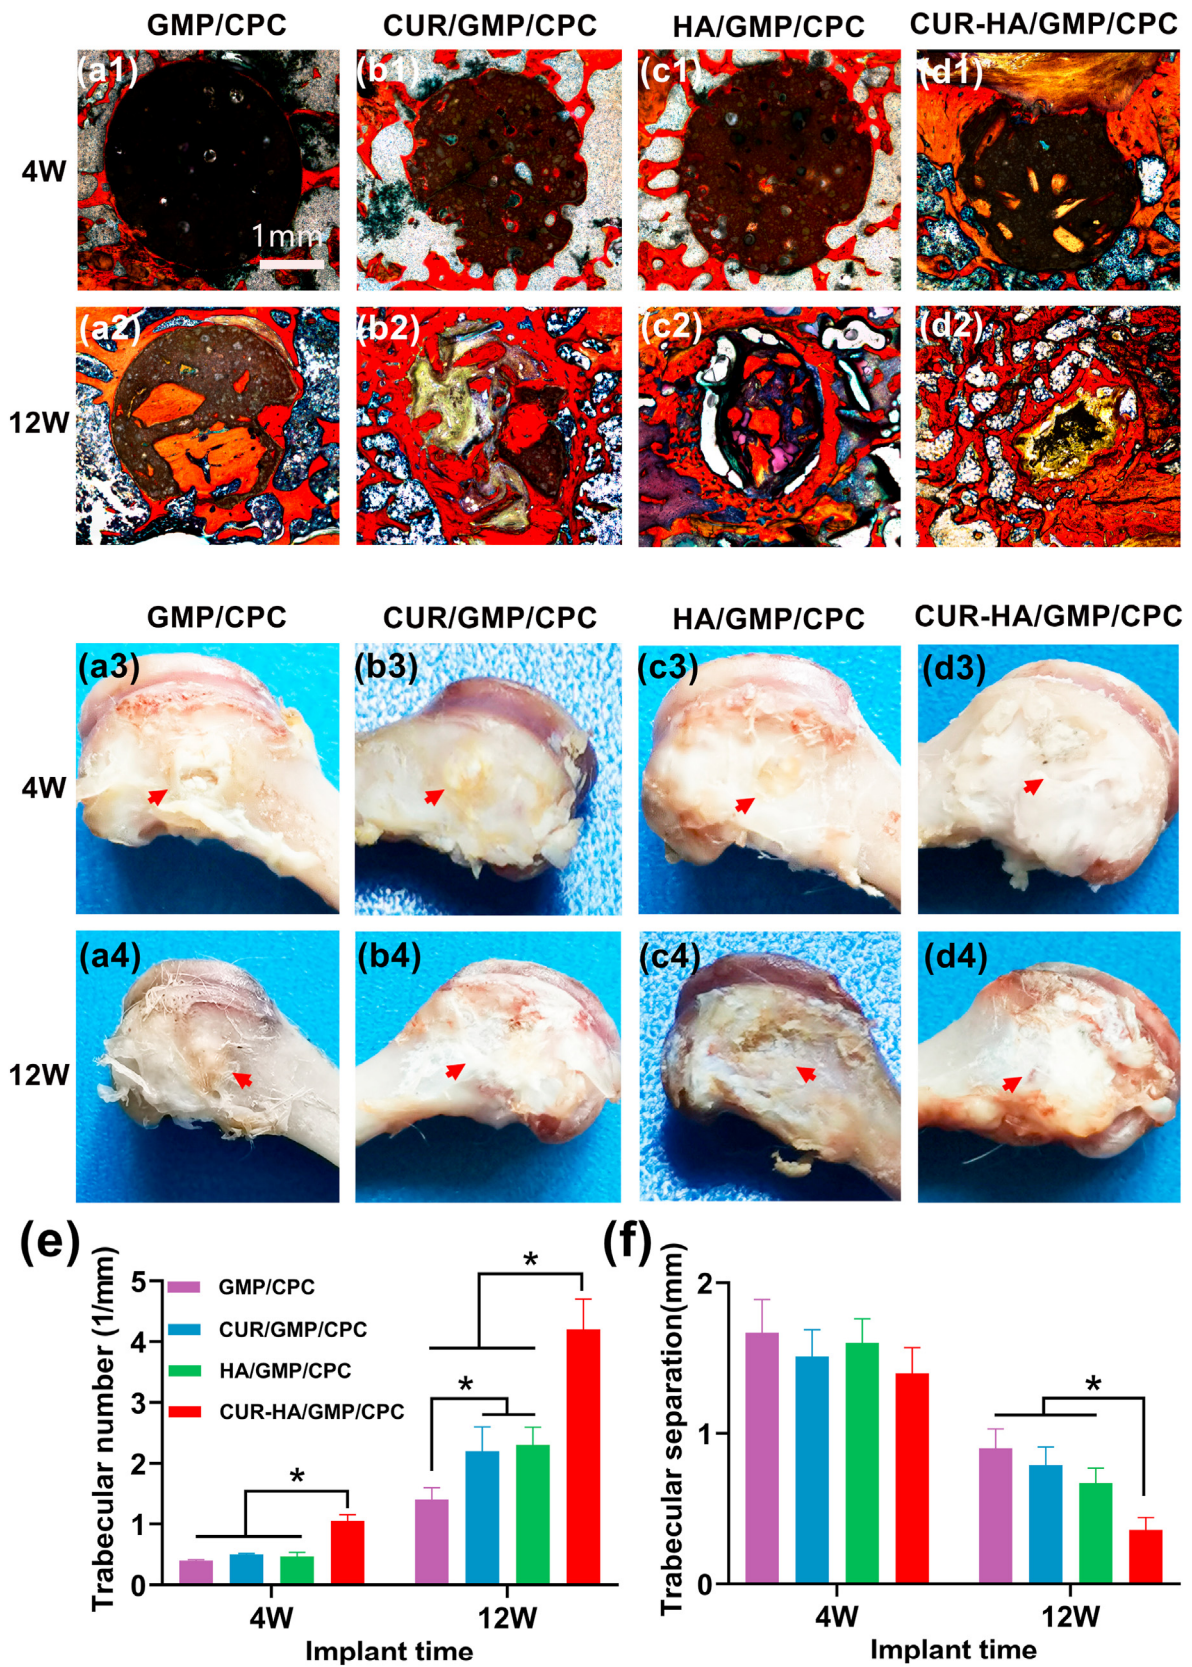 GMP/CPC CUR/GMP/CPC HA/GMP/CPC CUR-HA/GMP/CPC
(a1) (b1) (c1) (d1)
4W
1mm
(a2) (b2) (c2) (d2)
12W
GMP/CPC CUR/GMP/CPC HA/GMP/CPC CUR-HA/GMP/CPC
(a3) (b3) (c3) (d3)
4W
(a4) (b4) (c4) (d4)
12W
(e)
Trabecular number (1/mm)
5
4
3
2
1
0
GMP/CPC
CUR/GMP/CPC
HA/GMP/CPC
CUR-HA/GMP/CPC
*
*
*
4W 12W
Implant time
(f)
Trabecular separation(mm)
2
1
0
*
4W 12W
Implant time